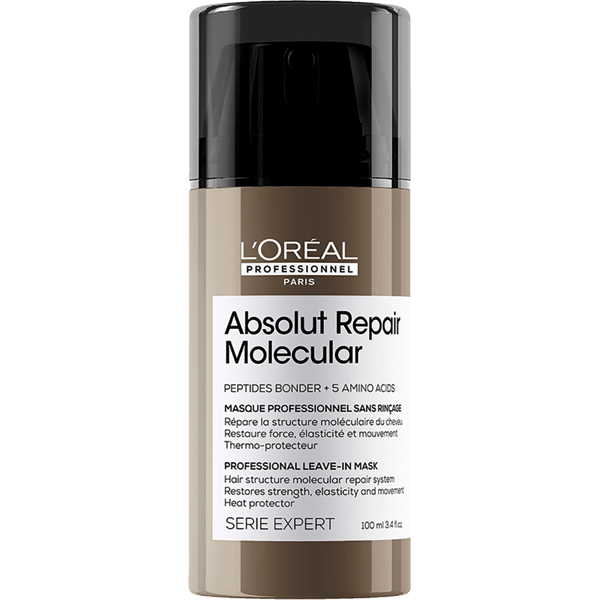 L'ORÉAL
PROFESSIONNEL
PARIS
Absolut Repair
Molecular
PEPTIDES BONDER + 5 AMINO ACIDS
MASQUE PROFESSIONNEL SANS RINÇAGE
Répare la structure moléculaire du cheveu
Restaure force, élasticité et mouvement
Thermo-protecteur
PROFESSIONAL LEAVE-IN MASK
Hair structure molecular repair system
Restores strength, elasticity and movement
Heat protector
SERIE EXPERT
100 ml 3.4 fl.oz